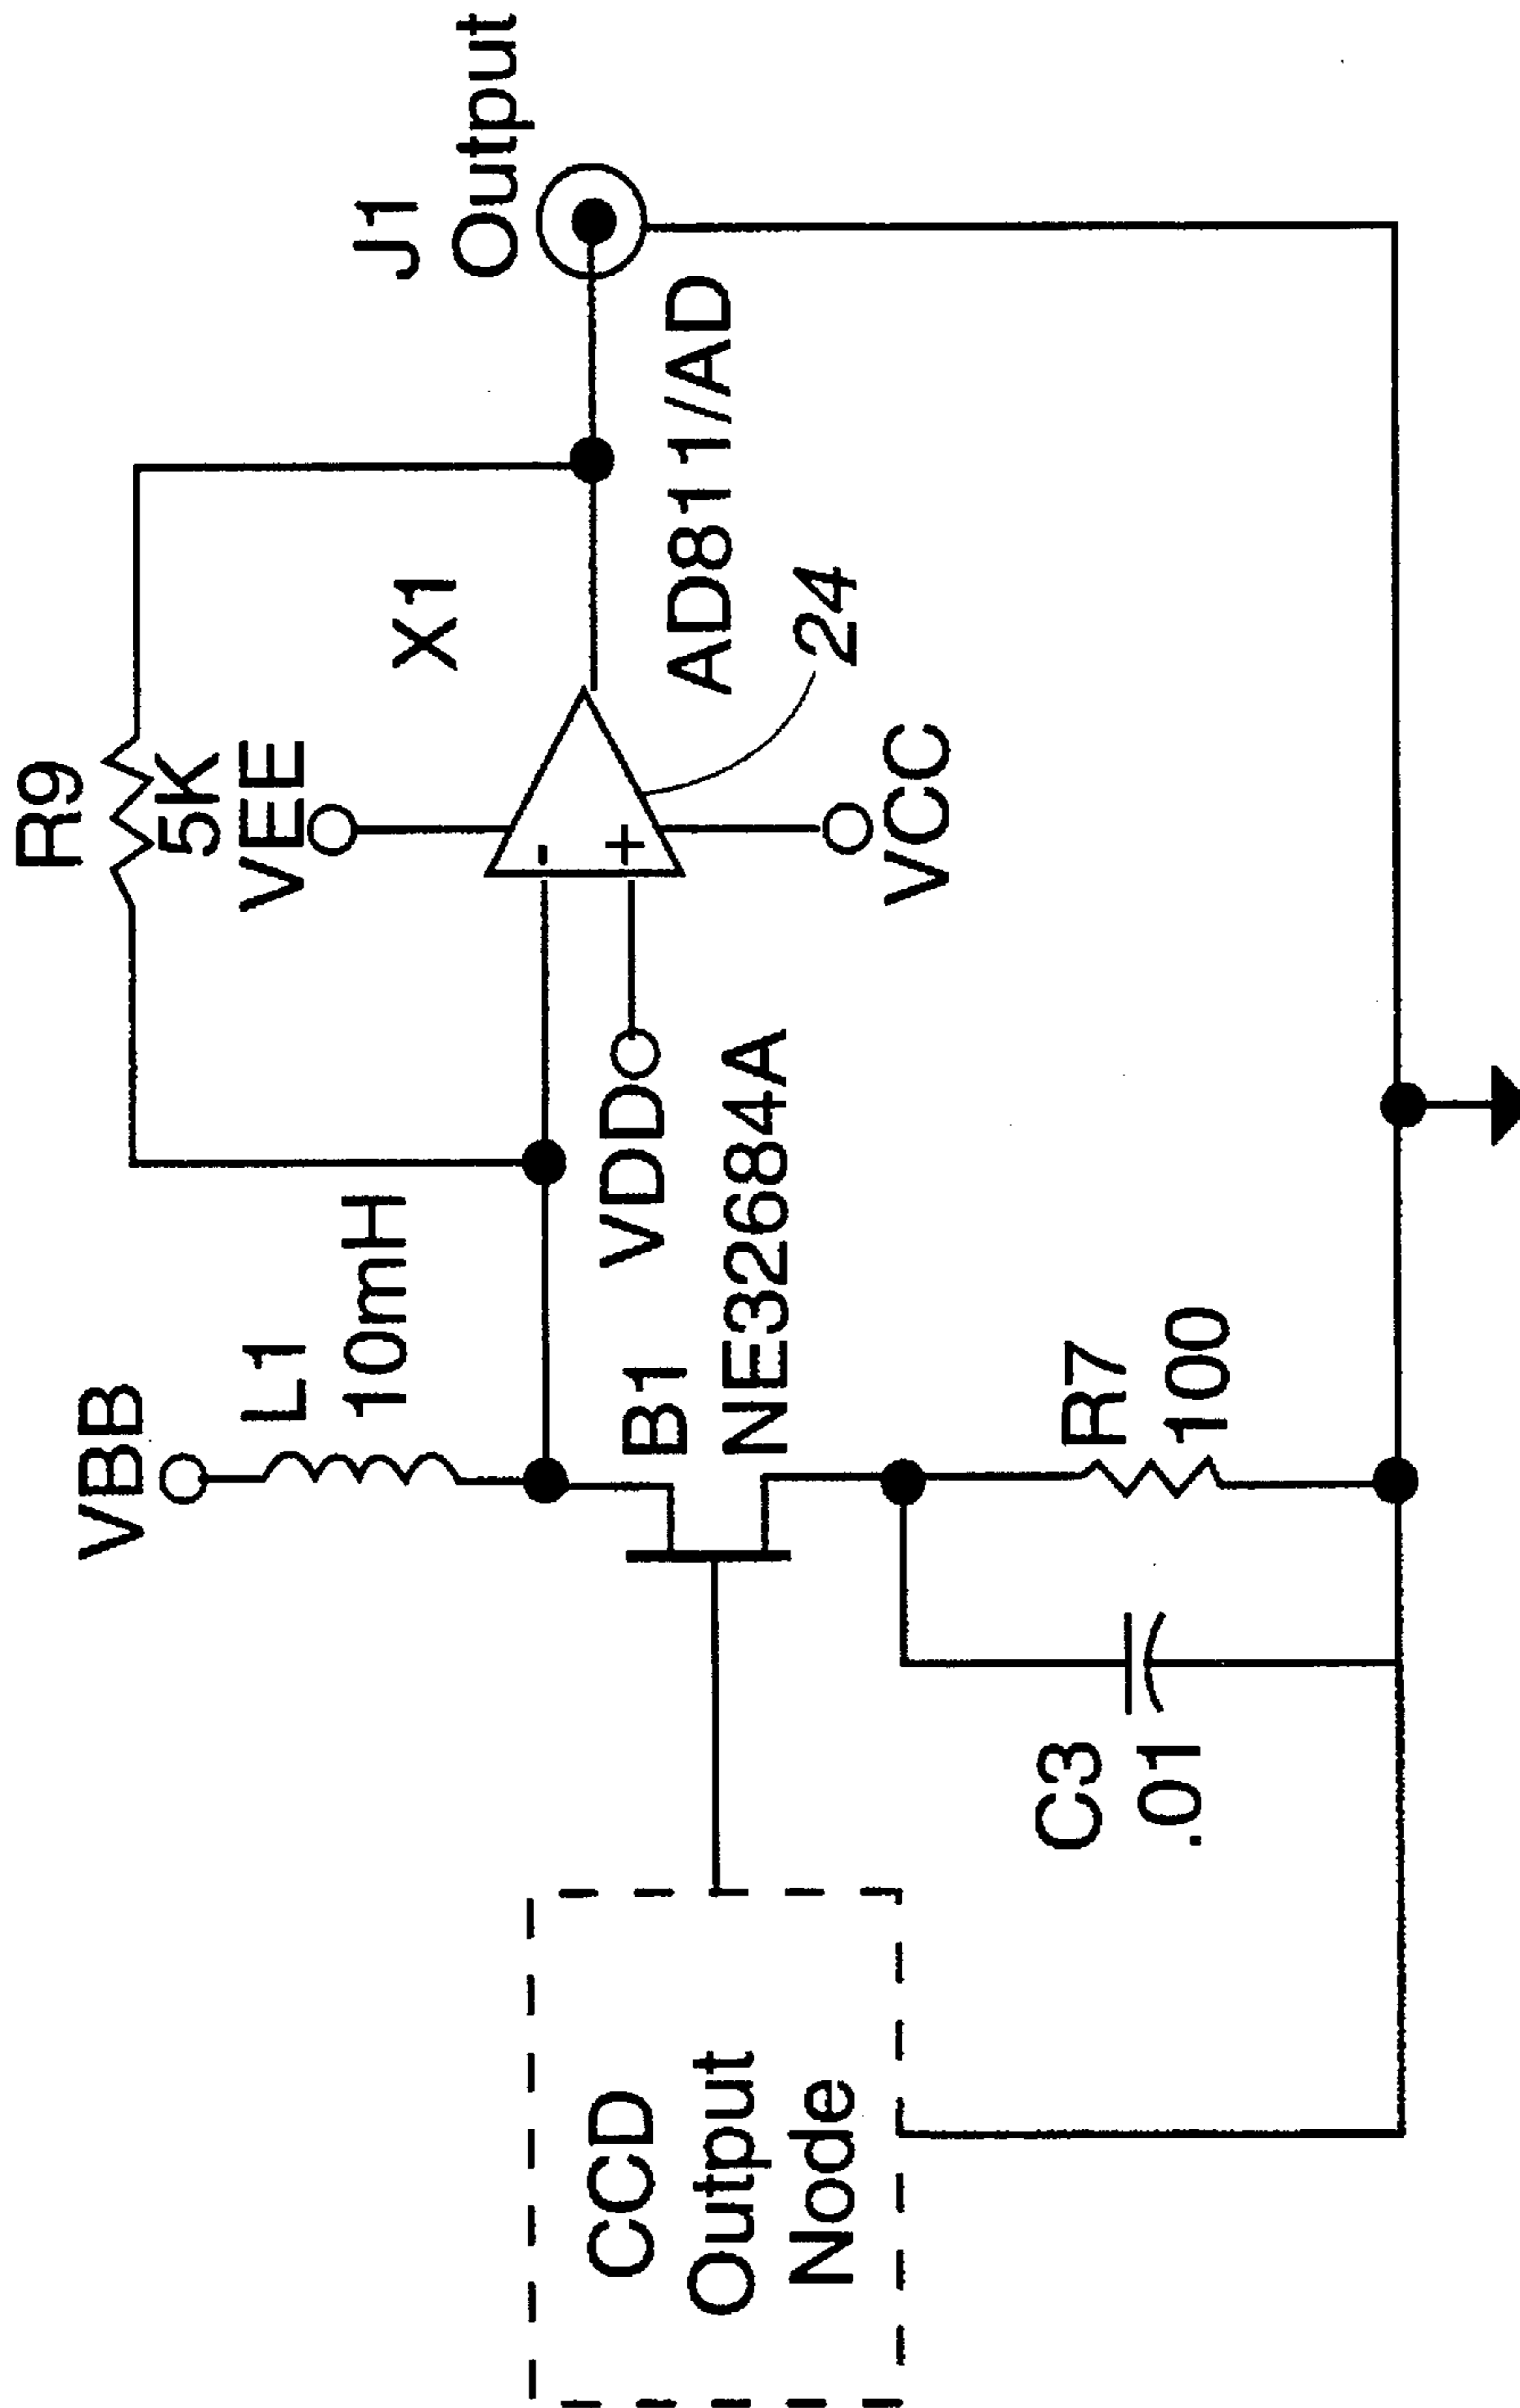 VBB
L1
10mH
R9
5K
VEE
X1
J1
Output
-
+
VDD
AD811/AD
24
VCC
B1
NE32684A
CCD
Output
Node
C3
.01
R7
100